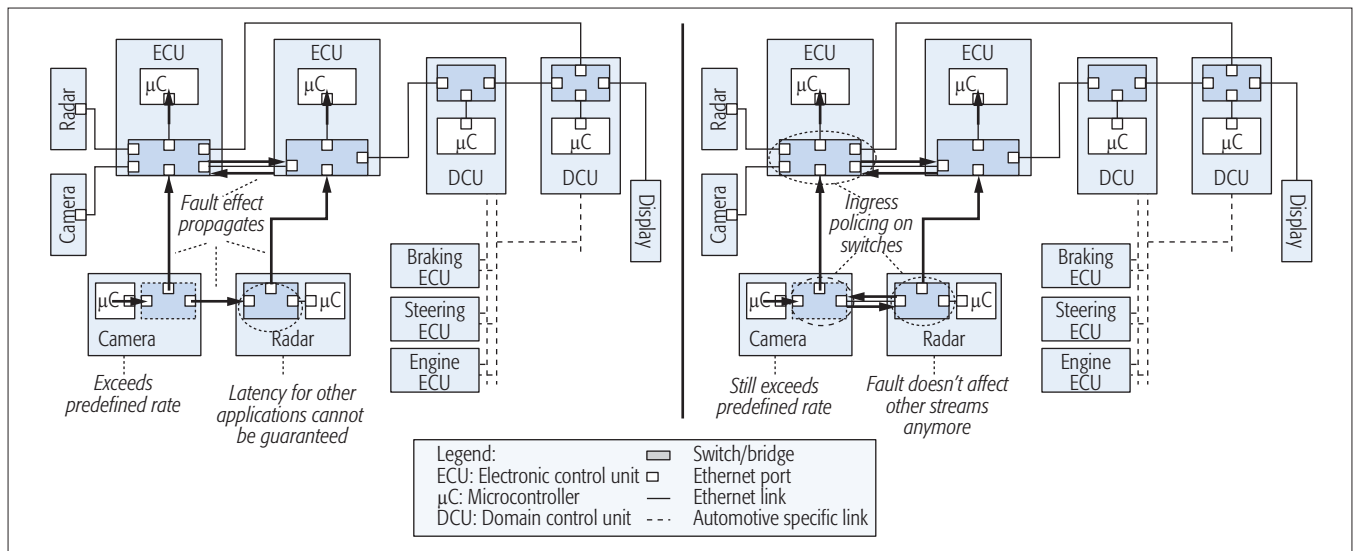 ECU
ECU
μC
μC
Radar
Camera
μC
μC
DCU
DCU
Display
Fault effect
propagates
Braking
ECU
Steering
ECU
Engine
ECU
μC
Camera
μC
Radar
Exceeds
predefined rate
Latency for other
applications cannot
be guaranteed
ECU
ECU
μC
μC
Radar
Camera
μC
μC
DCU
DCU
Display
Ingress
policing on
switches
Braking
ECU
Steering
ECU
Engine
ECU
μC
Camera
μC
Radar
Still exceeds
predefined rate
Fault doesn't affect
other streams
anymore
Legend:
ECU: Electronic control unit
μC: Microcontroller
DCU: Domain control unit
Switch/bridge
Ethernet port
Ethernet link
Automotive specific link